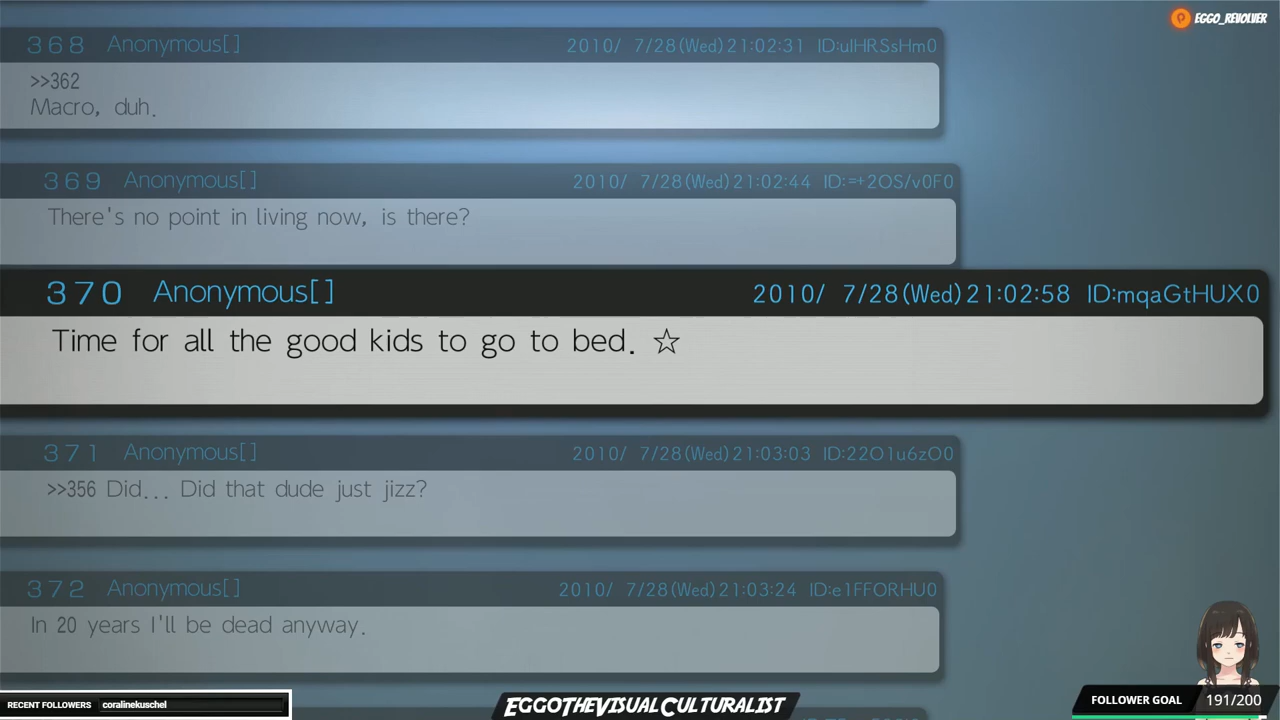 EGGO_REVOLVER
368 Anonymous[] 2010/ 7/28(Wed)21:02:31 ID:uIHRSsHm0
>>362
Macro, duh.
369 Anonymous[] 2010/ 7/28(Wed)21:02:44 ID:=+2OS/v0F0
There's no point in living now, is there?
370 Anonymous[] 2010/ 7/28(Wed)21:02:58 ID:mqaGtHUX0
Time for all the good kids to go to bed. ☆
371 Anonymous[] 2010/ 7/28(Wed)21:03:03 ID:22O1u6zO0
>>356 Did... Did that dude just jizz?
372 Anonymous[] 2010/ 7/28(Wed)21:03:24 ID:e1FFORHU0
In 20 years I'll be dead anyway.
RECENT FOLLOWERS coralinekuschel
EGGOTHEVISUALCULTURALIST
FOLLOWER GOAL 191/200